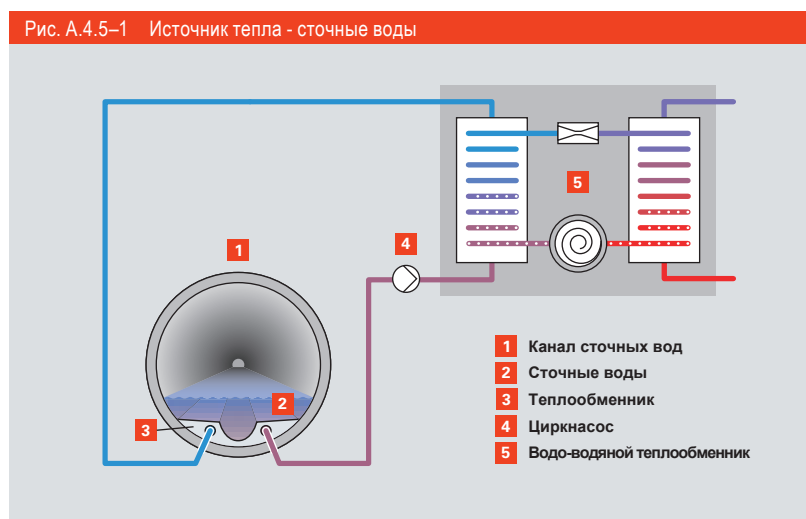 Рис. А.4.5–1 Источник тепла - сточные воды
5
1
4
2
3
1 Канал сточных вод
2 Сточные воды
3 Теплообменник
4 Циркнасос
5 Водо-водяной теплообменник